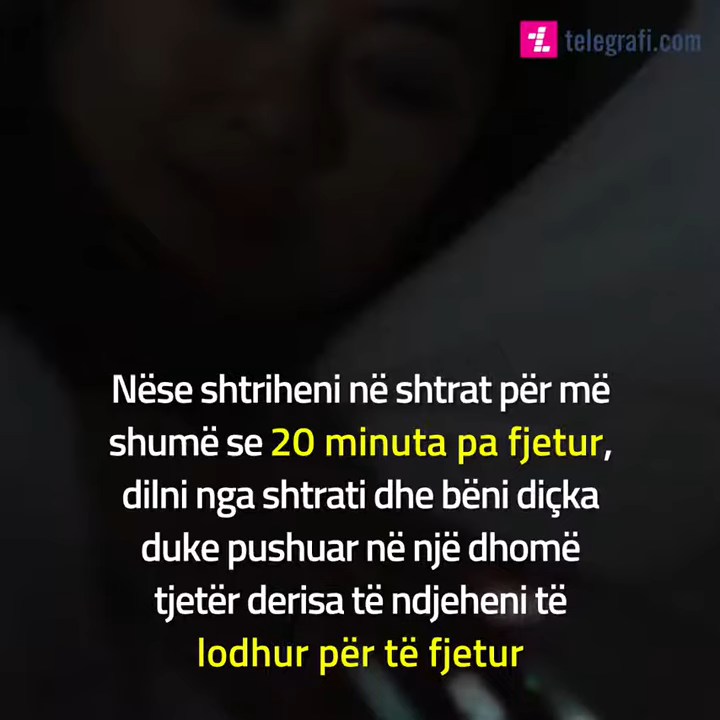 telegrafi.com
Nëse shtriheni në shtrat për më
shumë se 20 minuta pa fjetur,
dilni nga shtrati dhe bëni diçka
duke pushuar në një dhomë
tjetër derisa të ndjeheni të
lodhur për të fjetur